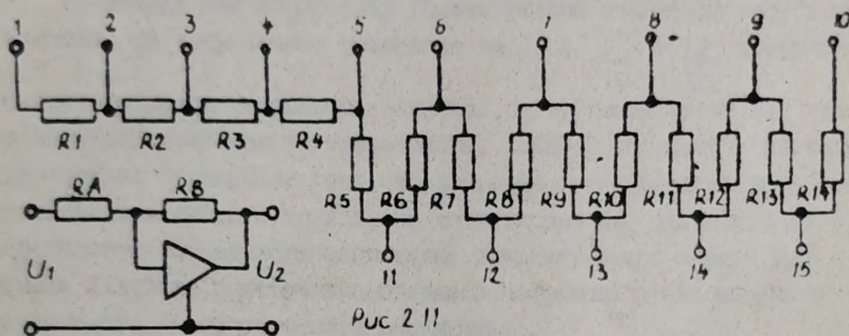 1 2 3 4 5 6 7 8 9 10
R1 R2 R3 R4
R5 R6 R7 R8 R9 R10 R11 R12 R13 R14
RA RB
11 12 13 14 15
U1 U2
Рис 2 11